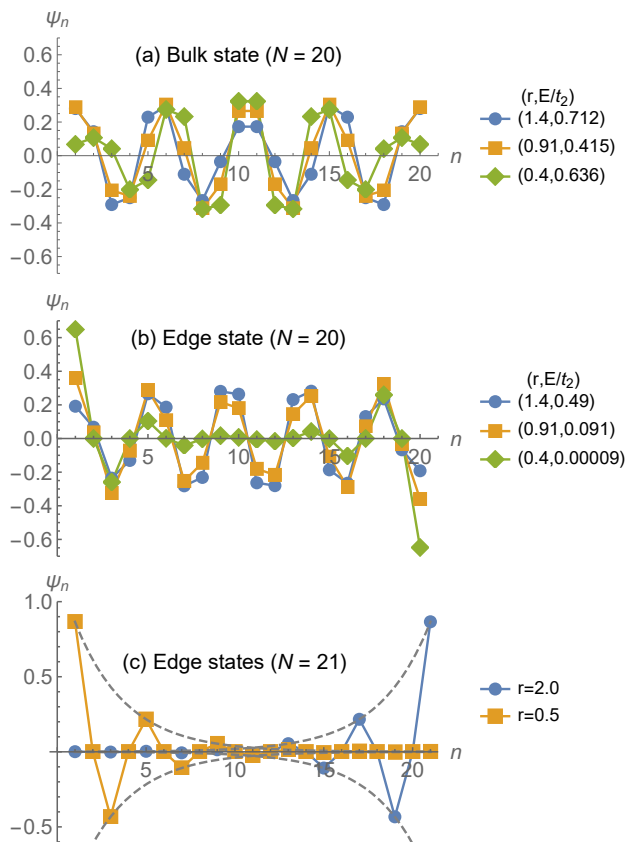 ψn
(a) Bulk state (N = 20)
0.6
0.4
0.2
0.0
−0.2
−0.4
−0.6
5
10
15
20
n
(r,E/t2)
(1.4,0.712)
(0.91,0.415)
(0.4,0.636)
ψn
(b) Edge state (N = 20)
0.6
0.4
0.2
0.0
−0.2
−0.4
−0.6
5
10
15
20
n
(r,E/t2)
(1.4,0.49)
(0.91,0.091)
(0.4,0.00009)
ψn
1.0
(c) Edge states (N = 21)
0.5
0.0
−0.5
5
10
15
20
n
r=2.0
r=0.5